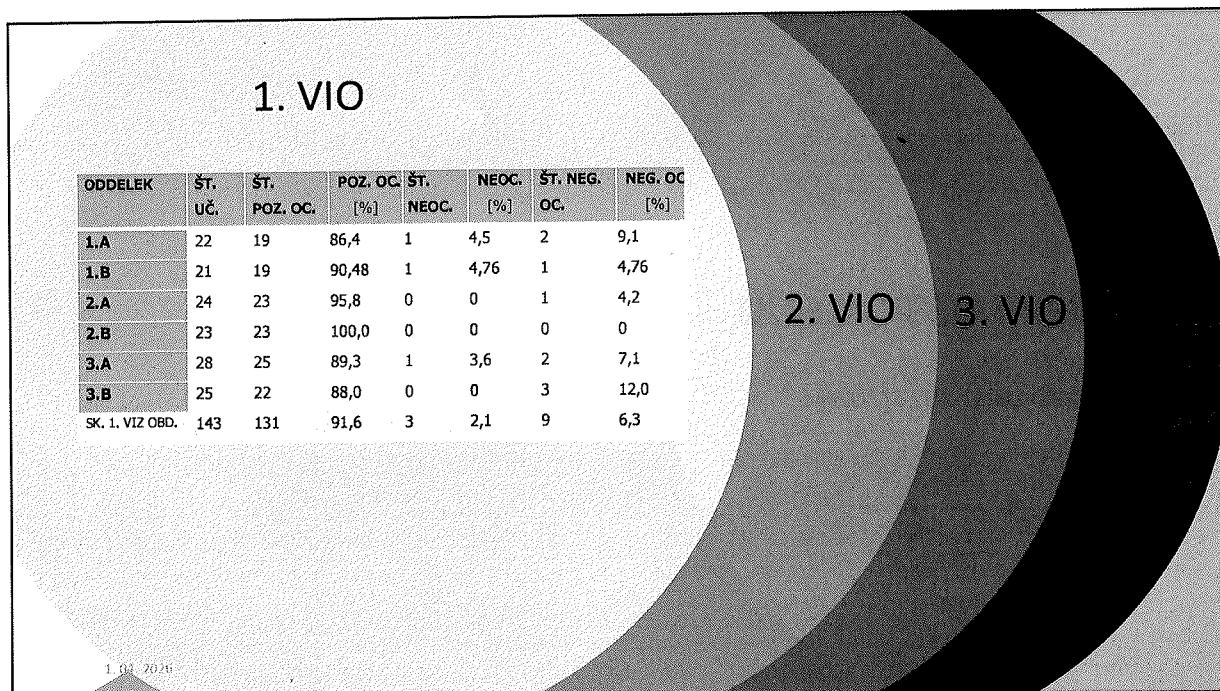 1. VIO
ODDELEK ŠT. UČ. ŠT. POZ. OC. POZ. OC. [%] ŠT. NEOC. NEOC. [%] ŠT. NEG. OC. NEG. OC [%]
1.A 22 19 86,4 1 4,5 2 9,1
1.B 21 19 90,48 1 4,76 1 4,76
2.A 24 23 95,8 0 0 1 4,2
2.B 23 23 100,0 0 0 0 0
3.A 28 25 89,3 1 3,6 2 7,1
3.B 25 22 88,0 0 0 3 12,0
SK. 1. VIZ OBD. 143 131 91,6 3 2,1 9 6,3
2. VIO
3. VIO